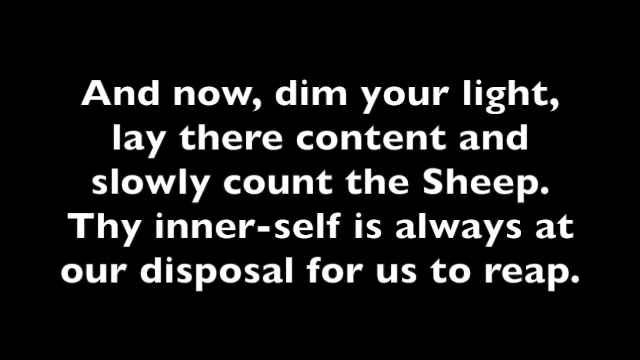 And now, dim your light,
lay there content and
slowly count the Sheep.
Thy inner-self is always at
our disposal for us to reap.